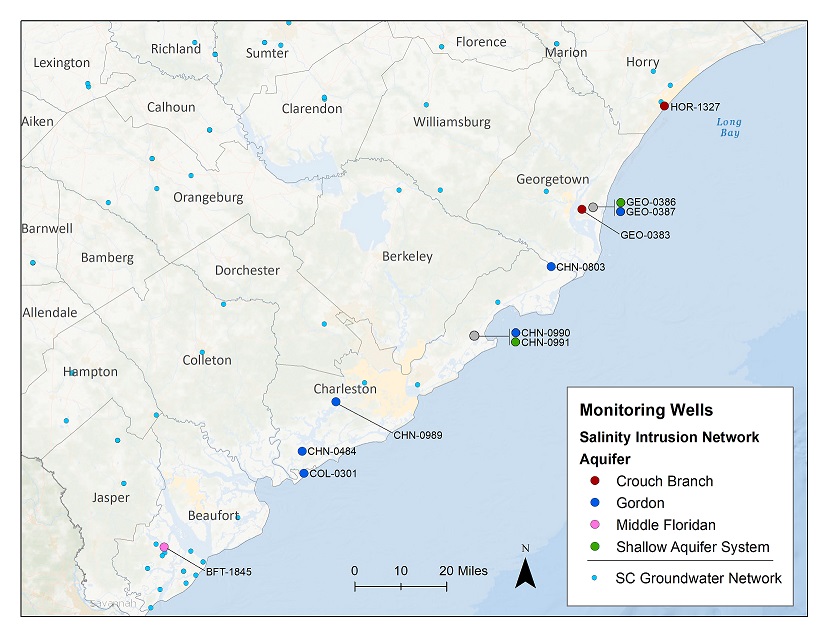 Florence
Richland
Sumter
Marion
Lexington
Horry
Calhoun
Clarendon
HOR-1327
Aiken
Williamsburg
Long
Bay
Georgetown
Orangeburg
GEO-0386
GEO-0387
Barnwell
GEO-0383
Bamberg
Berkeley
Dorchester
CHN-0803
Allendale
CHN-0990
CHN-0991
Colleton
Hampton
Charleston
CHN-0989
CHN-0484
COL-0301
Jasper
Beaufort
BFT-1845
Savannah
Monitoring Wells
Salinity Intrusion Network
Aquifer
Crouch Branch
Gordon
Middle Floridan
Shallow Aquifer System
SC Groundwater Network
N
0 10 20 Miles